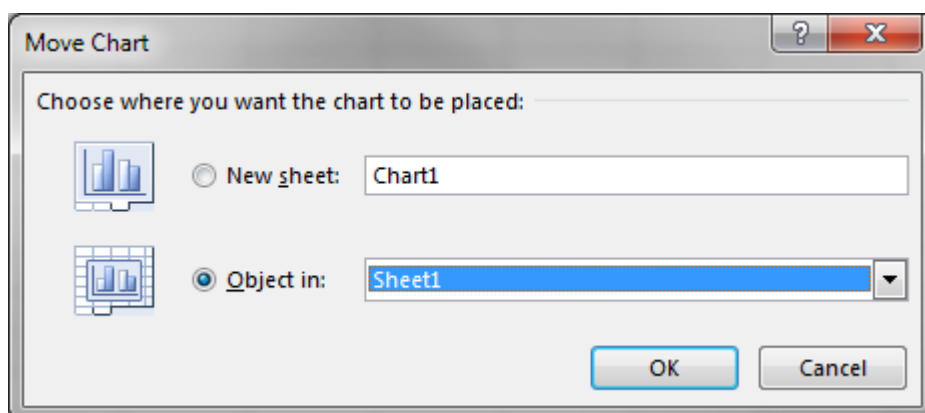 Move Chart
Choose where you want the chart to be placed:
New sheet: Chart1
Object in: Sheet1
OK Cancel